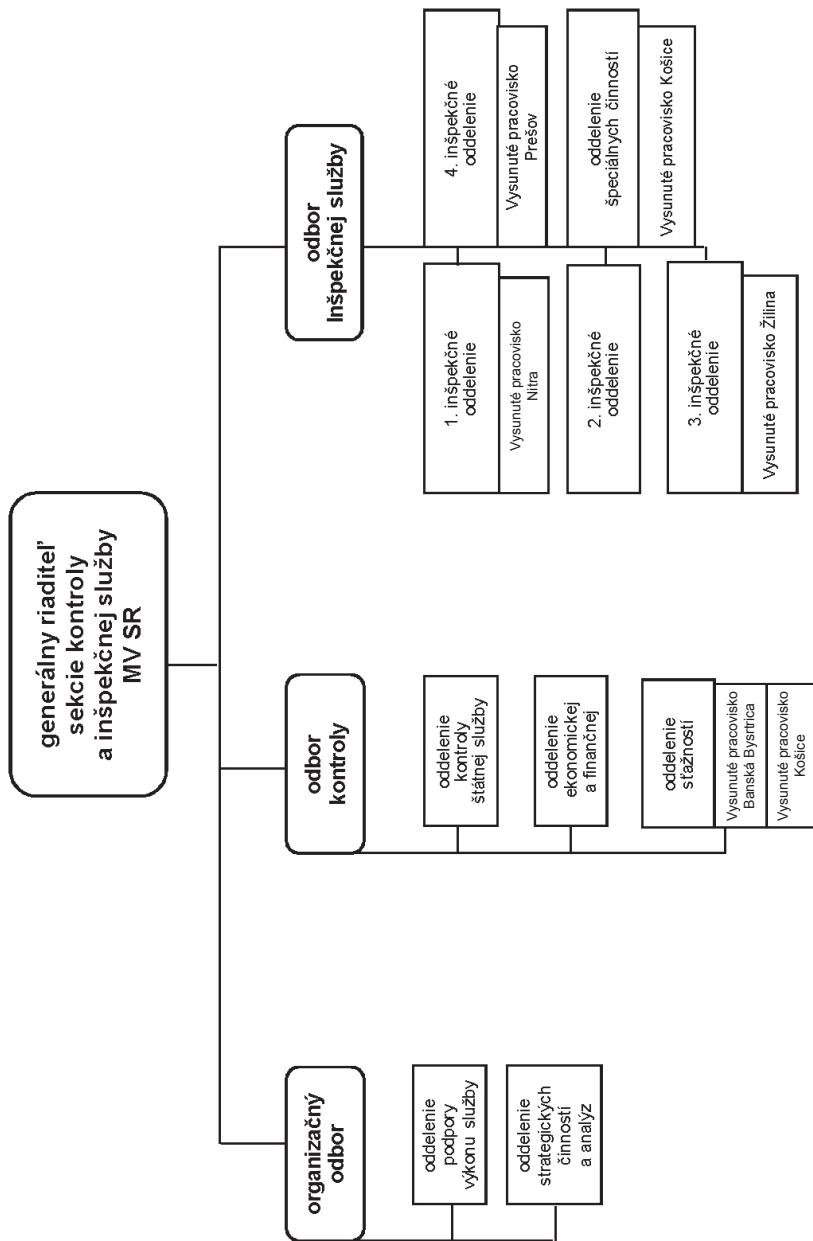 generálny riaditeľ
sekcie kontroly
a inšpekčnej služby
MV SR
organizačný
odbor
oddelenie
podpory
výkonu služby
oddelenie
strategických
činností
a analýz
odbor
kontroly
oddelenie
kontroly
štátnej služby
oddelenie
ekonomickej
a finančnej
oddelenie
sťažností
Vysunuté pracovisko
Banská Bysrtrica
Vysunuté pracovisko
Košice
odbor
Inšpekčnej služby
1. inšpekčné
oddelenie
Vysunuté pracovisko
Nitra
2. inšpekčné
oddelenie
3. inšpekčné
oddelenie
Vysunuté pracovisko Žilina
4. inšpekčné
oddelenie
Vysunuté pracovisko
Prešov
oddelenie
špeciálnych činností
Vysunuté pracovisko Košice